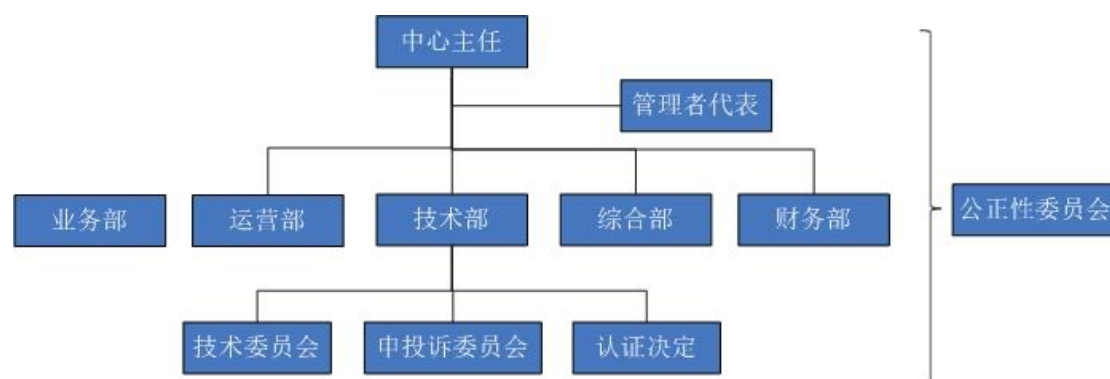 中心主任
管理者代表
业务部
运营部
技术部
综合部
财务部
公正性委员会
技术委员会
申投诉委员会
认证决定